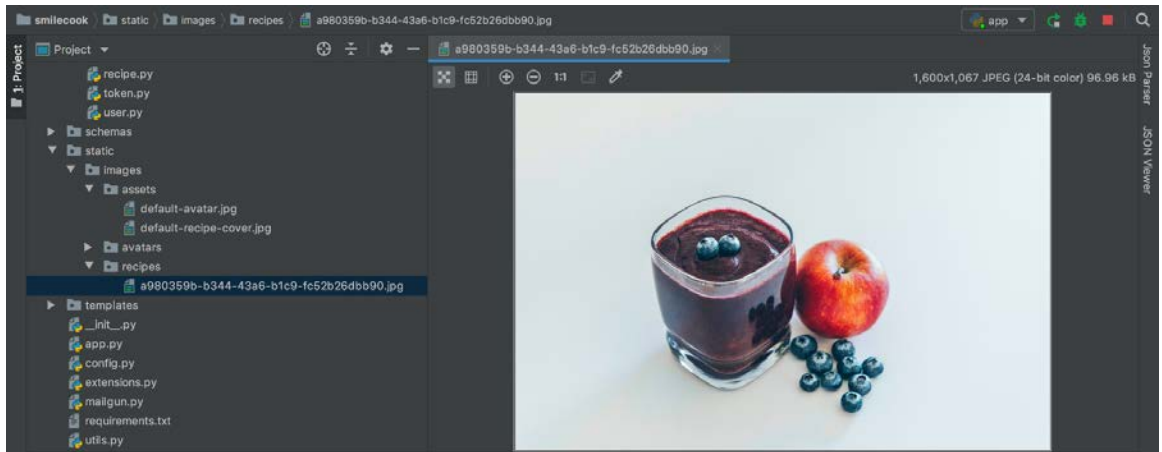 smilecook static images recipes a980359b-b344-43a6-b1c9-fc52b26dbb90.jpg app
1: Project
Project
a980359b-b344-43a6-b1c9-fc52b26dbb90.jpg
1:1
1,600x1,067 JPEG (24-bit color) 96.96 kB
recipe.py
token.py
user.py
schemas
static
images
assets
default-avatar.jpg
default-recipe-cover.jpg
avatars
recipes
a980359b-b344-43a6-b1c9-fc52b26dbb90.jpg
templates
__init__.py
app.py
config.py
extensions.py
mailgun.py
requirements.txt
utils.py
Json Parser
JSON Viewer